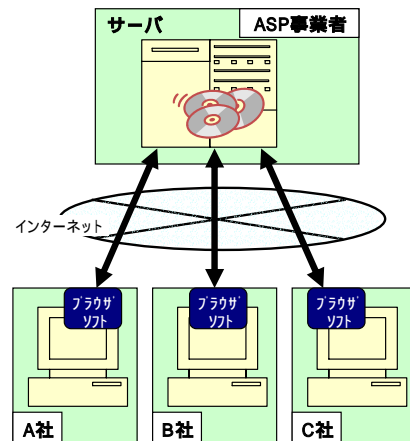 サーバ
ASP事業者
インターネット
ブラウザ
ソフト
ブラウザ
ソフト
ブラウザ
ソフト
A社
B社
C社